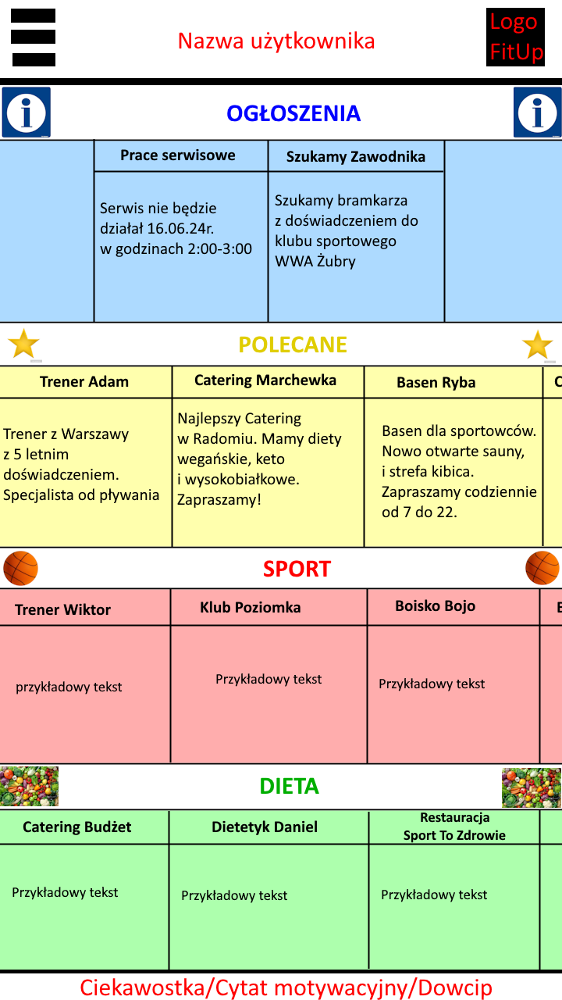 Nazwa użytkownika
Logo
FitUp
OGŁOSZENIA
Prace serwisowe
Serwis nie będzie
działał 16.06.24r.
w godzinach 2:00-3:00
Szukamy Zawodnika
Szukamy bramkarza
z doświadczeniem do
klubu sportowego
WWA Żubry
POLECANE
Trener Adam
Trener z Warszawy
z 5 letnim
doświadczeniem.
Specjalista od pływania
Catering Marchewka
Najlepszy Catering
w Radomiu. Mamy diety
wegańskie, keto
i wysokobiałkowe.
Zapraszamy!
Basen Ryba
Basen dla sportowców.
Nowo otwarte sauny,
i strefa kibica.
Zapraszamy codziennie
od 7 do 22.
SPORT
Trener Wiktor
przykładowy tekst
Klub Poziomka
Przykładowy tekst
Boisko Bojo
Przykładowy tekst
DIETA
Catering Budżet
Przykładowy tekst
Dietetyk Daniel
Przykładowy tekst
Restauracja
Sport To Zdrowie
Przykładowy tekst
Ciekawostka/Cytat motywacyjny/Dowcip